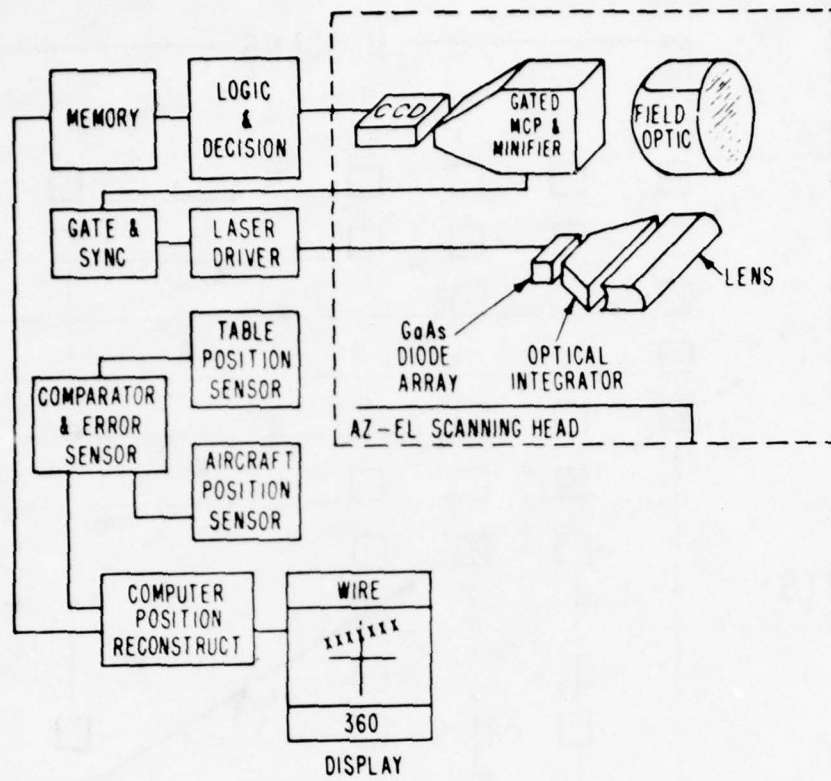 MEMORY
LOGIC
&
DECISION
CCD
GATED
MCP &
MINIFIER
FIELD
OPTIC
GATE &
SYNC
LASER
DRIVER
LENS
GaAs
DIODE
ARRAY
OPTICAL
INTEGRATOR
TABLE
POSITION
SENSOR
COMPARATOR
& ERROR
SENSOR
AZ-EL SCANNING HEAD
AIRCRAFT
POSITION
SENSOR
COMPUTER
POSITION
RECONSTRUCT
WIRE
XXXXXXX
360
DISPLAY